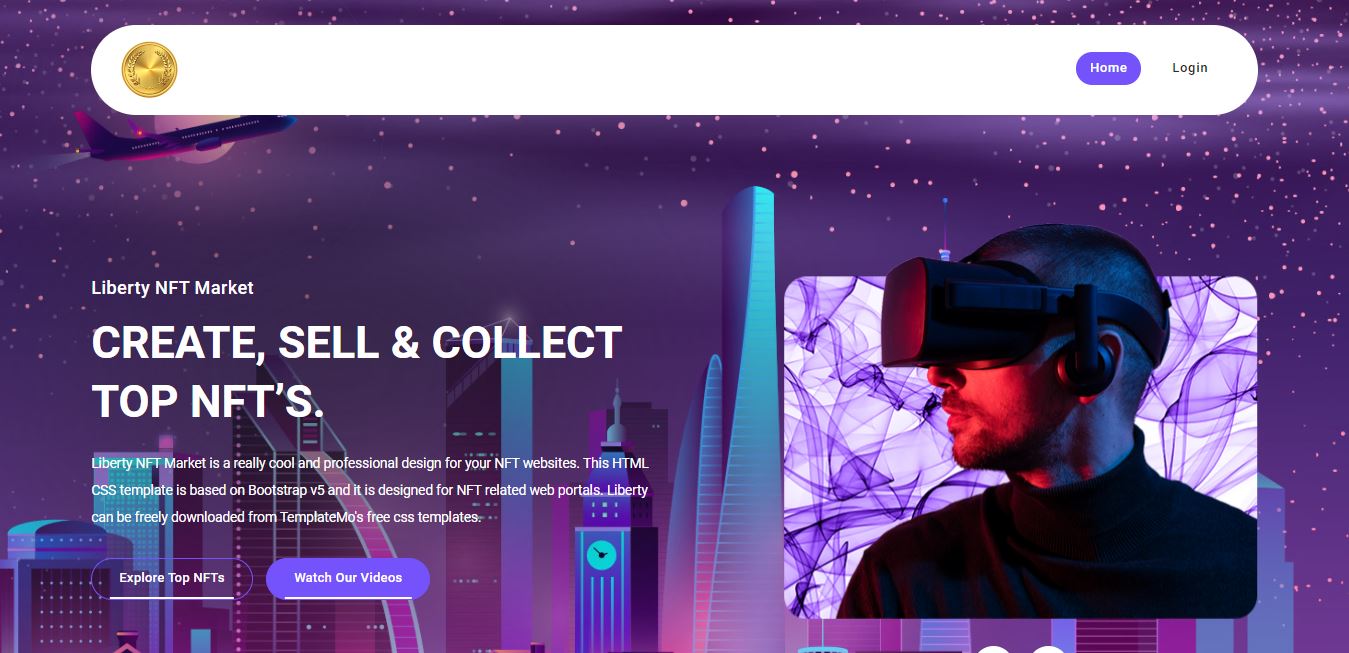 Home
Login
Liberty NFT Market
CREATE, SELL & COLLECT
TOP NFT’S.
Liberty NFT Market is a really cool and professional design for your NFT websites. This HTML
CSS template is based on Bootstrap v5 and it is designed for NFT related web portals. Liberty
can be freely downloaded from TemplateMo's free css templates.
Explore Top NFTs
Watch Our Videos